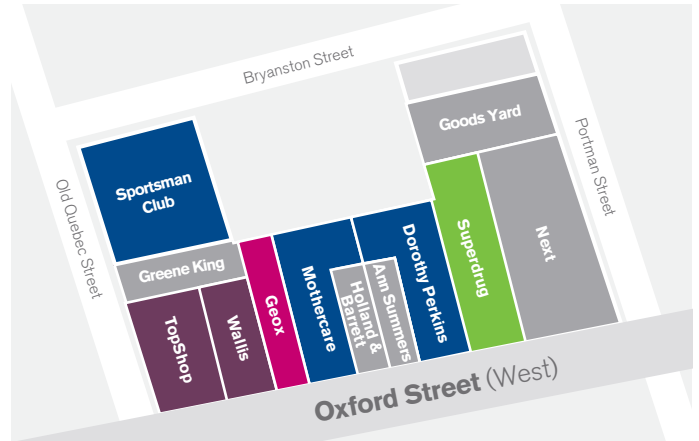 Bryanston Street
Goods Yard
Portman Street
Sportsman
Club
Old Quebec Street
Greene King
TopShop
Wallis
Geox
Mothercare
Holland &
Barrett
Ann Summers
Dorothy Perkins
Superdrug
Next
Oxford Street (West)